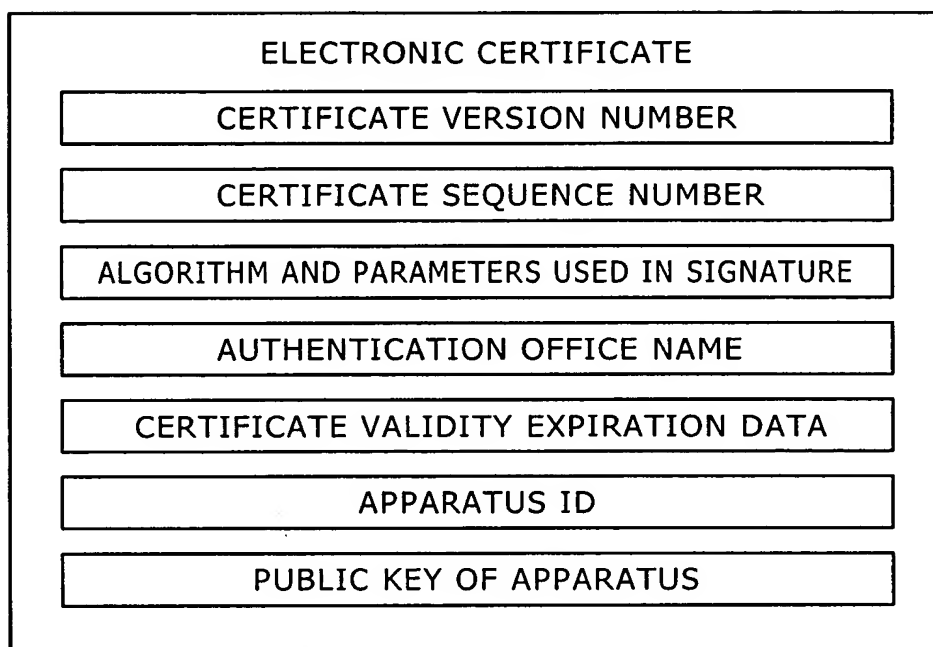 ELECTRONIC CERTIFICATE
CERTIFICATE VERSION NUMBER
CERTIFICATE SEQUENCE NUMBER
ALGORITHM AND PARAMETERS USED IN SIGNATURE
AUTHENTICATION OFFICE NAME
CERTIFICATE VALIDITY EXPIRATION DATA
APPARATUS ID
PUBLIC KEY OF APPARATUS